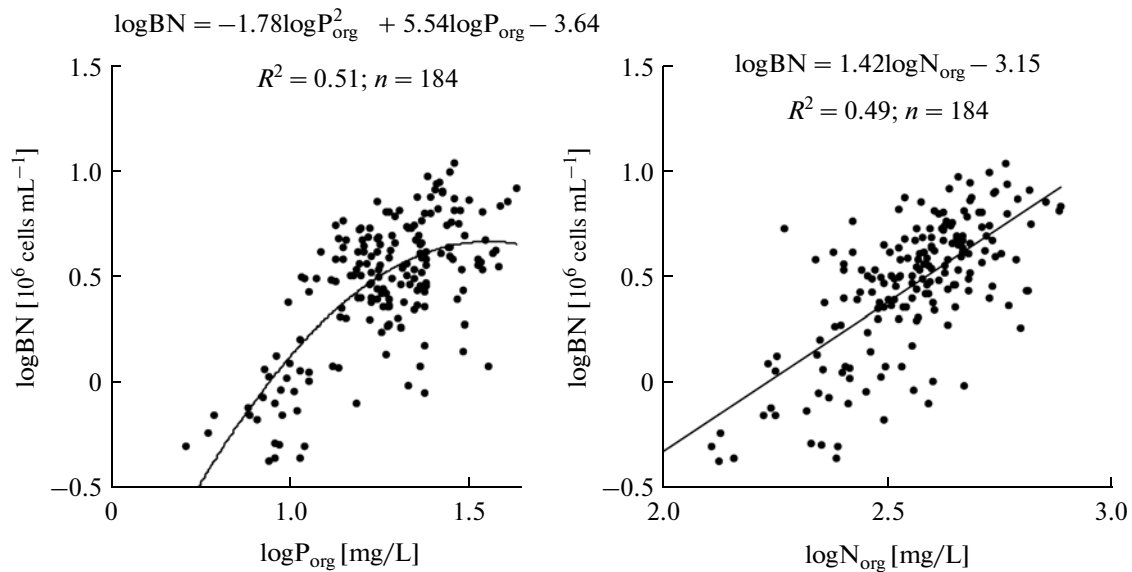 logBN = −1.78logP²org + 5.54logPorg − 3.64
R² = 0.51; n = 184
1.5
1.0
0.5
0
−0.5
logBN [10⁶ cells mL⁻¹]
0
1.0
1.5
logPorg [mg/L]
logBN = 1.42logNorg − 3.15
R² = 0.49; n = 184
1.5
1.0
0.5
0
−0.5
logBN [10⁶ cells mL⁻¹]
2.0
2.5
3.0
logNorg [mg/L]